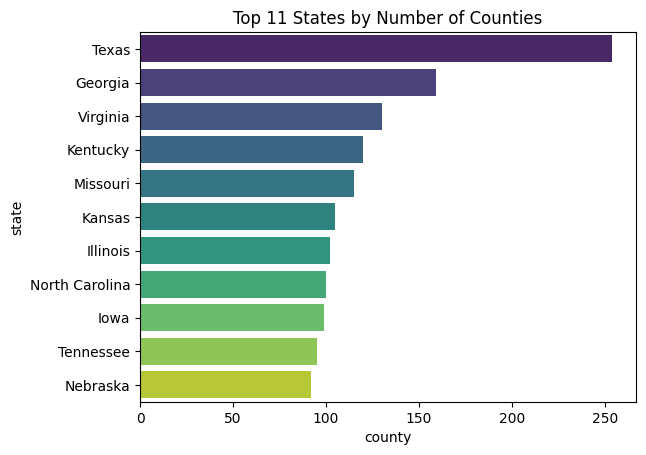 Top 11 States by Number of Counties
state
Texas
Georgia
Virginia
Kentucky
Missouri
Kansas
Illinois
North Carolina
Iowa
Tennessee
Nebraska
0 50 100 150 200 250
county